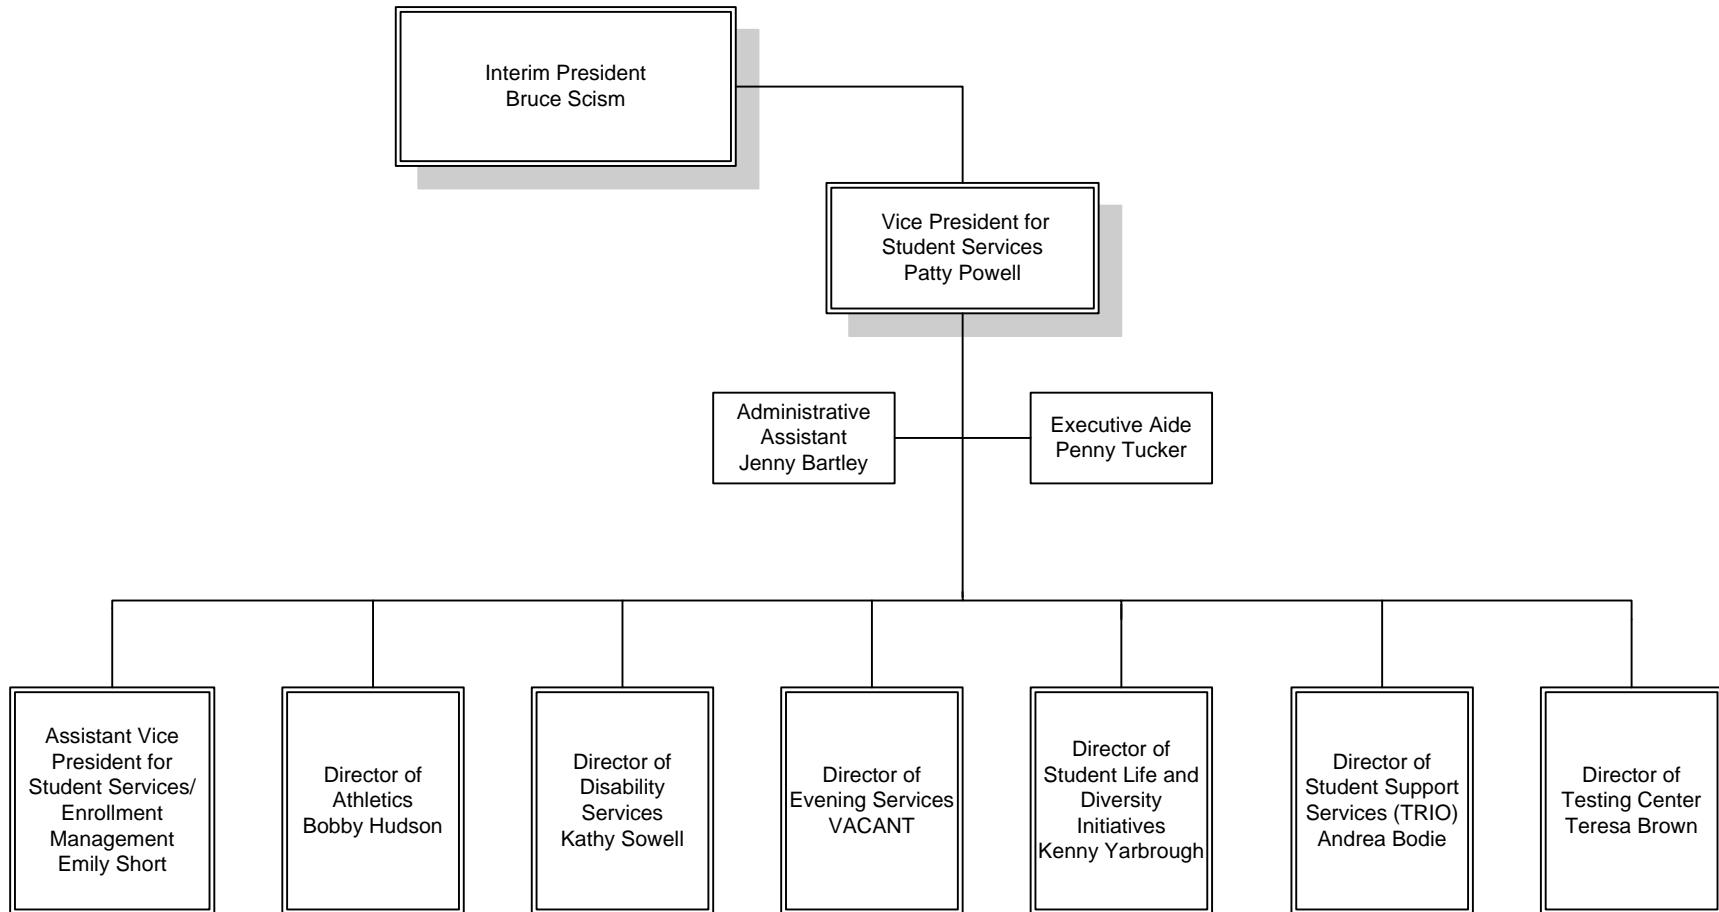 Interim President
Bruce Scism
Vice President for
Student Services
Patty Powell
Administrative
Assistant
Jenny Bartley
Executive Aide
Penny Tucker
Assistant Vice
President for
Student Services/
Enrollment
Management
Emily Short
Director of
Athletics
Bobby Hudson
Director of
Disability
Services
Kathy Sowell
Director of
Evening Services
VACANT
Director of
Student Life and
Diversity
Initiatives
Kenny Yarbrough
Director of
Student Support
Services (TRIO)
Andrea Bodie
Director of
Testing Center
Teresa Brown